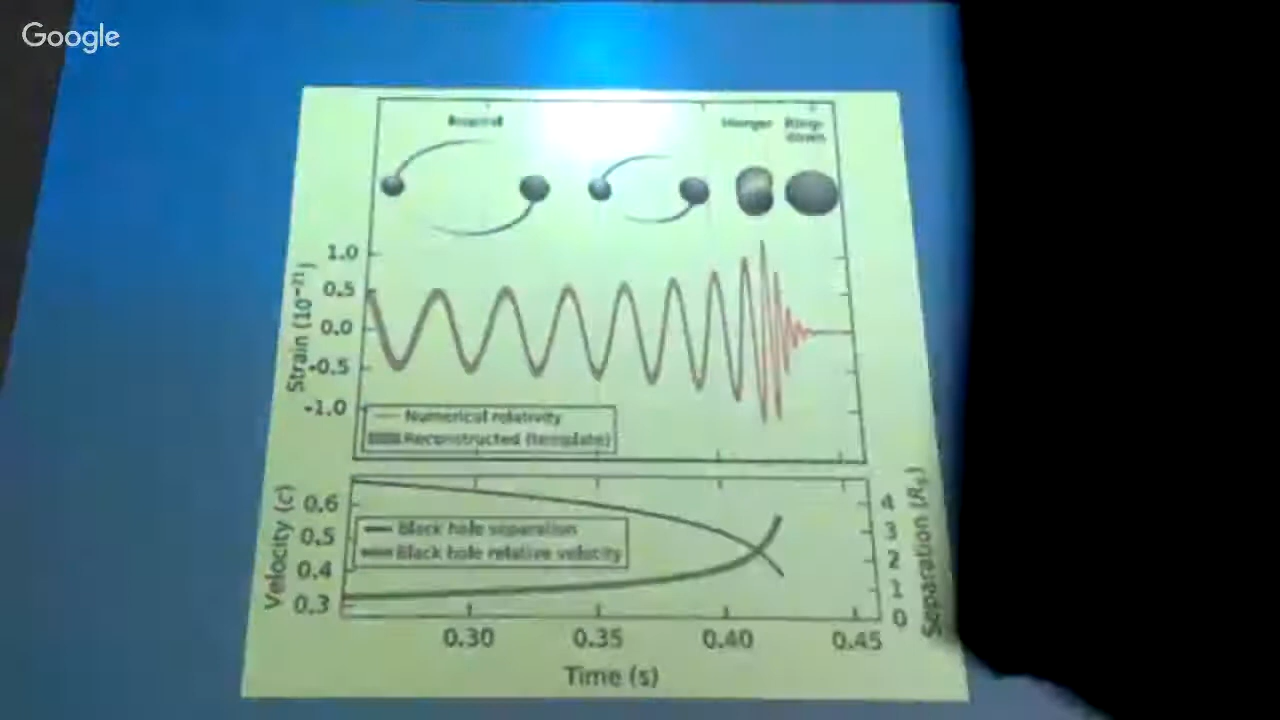 Google
Inspiral
Merger Ring-
down
1.0
0.5
0.0
-0.5
-1.0
Strain (10⁻²¹)
Numerical relativity
Reconstructed (template)
0.6
0.5
0.4
0.3
Velocity (c)
Black hole separation
Black hole relative velocity
4
3
2
1
0
Separation (Rₛ)
0.30 0.35 0.40 0.45
Time (s)